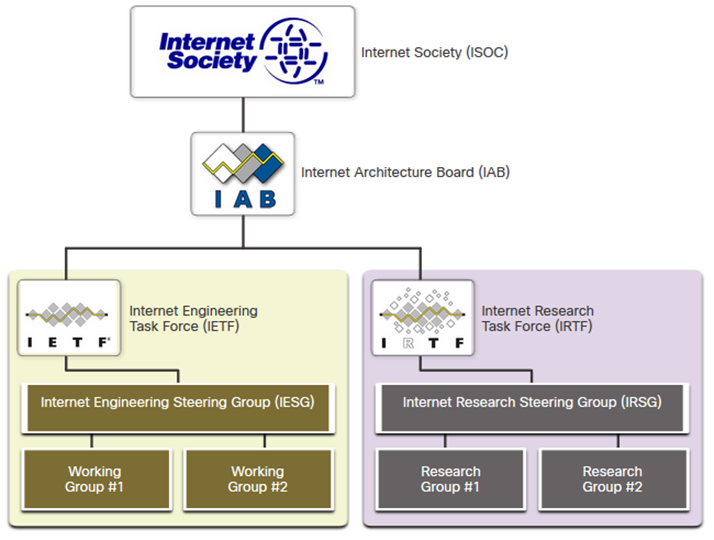 Internet
Society
TM
Internet Society (ISOC)
IAB
Internet Architecture Board (IAB)
IETF®
Internet Engineering
Task Force (IETF)
IRTF
Internet Research
Task Force (IRTF)
Internet Engineering Steering Group (IESG)
Internet Research Steering Group (IRSG)
Working
Group #1
Working
Group #2
Research
Group #1
Research
Group #2